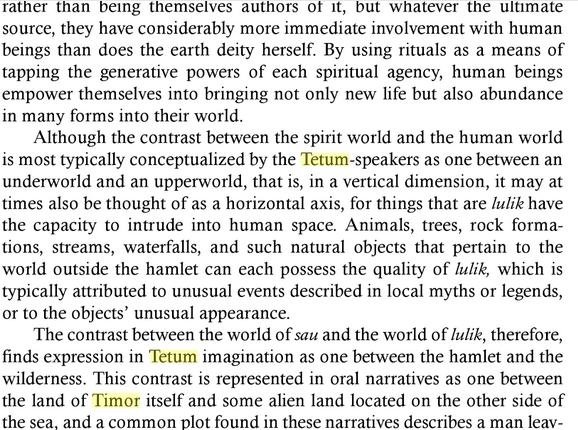 rather than being themselves authors of it, but whatever the ultimate
source, they have considerably more immediate involvement with human
beings than does the earth deity herself. By using rituals as a means of
tapping the generative powers of each spiritual agency, human beings
empower themselves into bringing not only new life but also abundance
in many forms into their world.
Although the contrast between the spirit world and the human world
is most typically conceptualized by the Tetum-speakers as one between an
underworld and an upperworld, that is, in a vertical dimension, it may at
times also be thought of as a horizontal axis, for things that are lulik have
the capacity to intrude into human space. Animals, trees, rock forma-
tions, streams, waterfalls, and such natural objects that pertain to the
world outside the hamlet can each possess the quality of lulik, which is
typically attributed to unusual events described in local myths or legends,
or to the objects’ unusual appearance.
The contrast between the world of sau and the world of lulik, therefore,
finds expression in Tetum imagination as one between the hamlet and the
wilderness. This contrast is represented in oral narratives as one between
the land of Timor itself and some alien land located on the other side of
the sea, and a common plot found in these narratives describes a man leav-